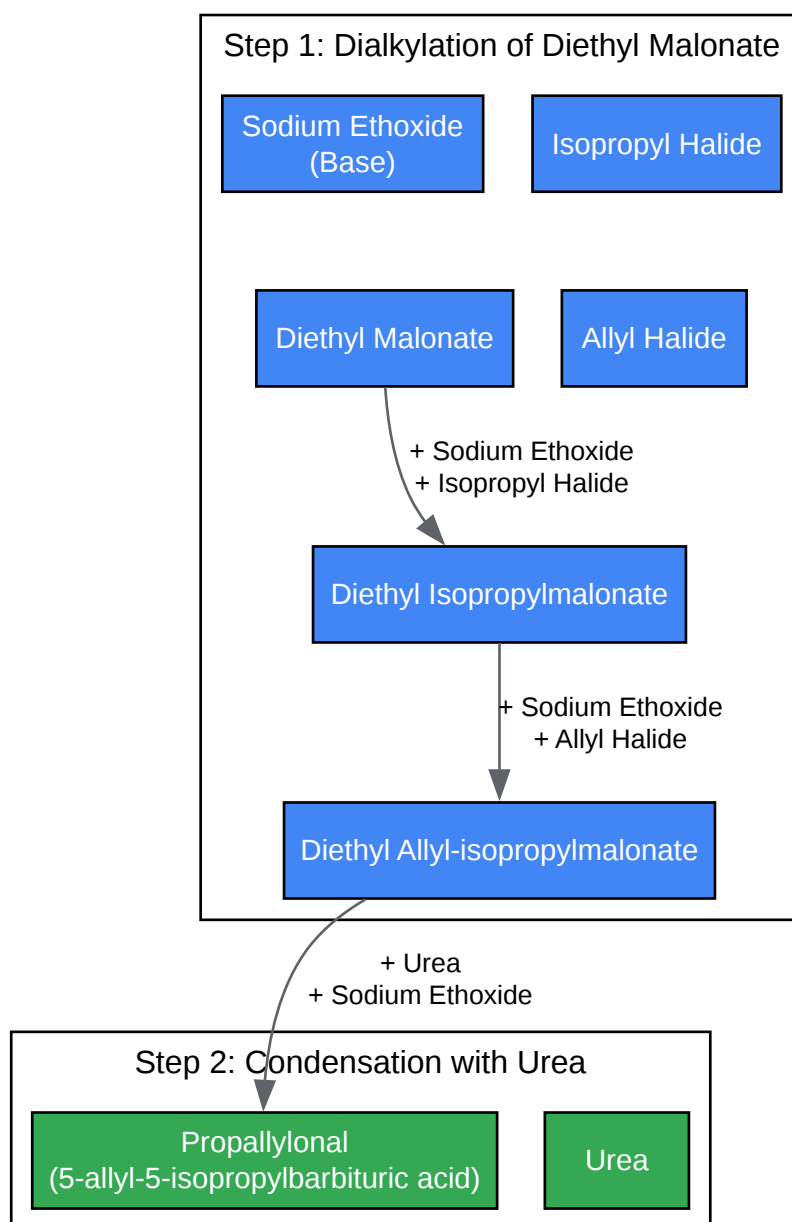 Step 1: Dialkylation of Diethyl Malonate
Sodium Ethoxide
(Base)
Isopropyl Halide
Diethyl Malonate
Allyl Halide
+ Sodium Ethoxide
+ Isopropyl Halide
Diethyl Isopropylmalonate
+ Sodium Ethoxide
+ Allyl Halide
Diethyl Allyl-isopropylmalonate
+ Urea
+ Sodium Ethoxide
Step 2: Condensation with Urea
Propallylonal
(5-allyl-5-isopropylbarbituric acid)
Urea